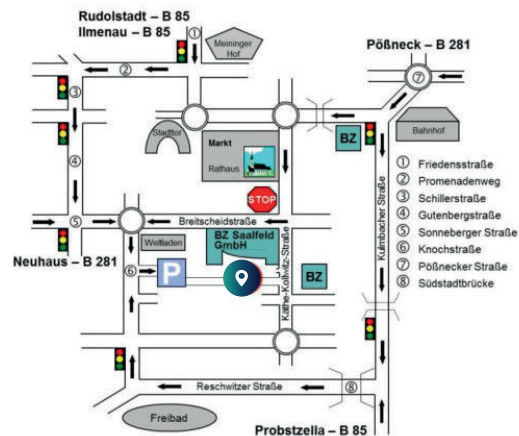 Rudolstadt – B 85
Ilmenau – B 85
①
Meininger
Hof
Pößneck – B 281
②
⑦
③
Stadttor
Markt
Rathaus
BZ
Bahnhof
STOP
④
① Friedensstraße
② Promenadenweg
③ Schillerstraße
④ Gutenbergstraße
⑤ Sonneberger Straße
⑥ Knochstraße
⑦ Pößnecker Straße
⑧ Südstadtbrücke
Kulmbacher Straße
⑤
Breitscheidstraße
Käthe-Kollwitz-Straße
Neuhaus – B 281
Weltladen
BZ Saalfeld
GmbH
⑥
P
BZ
Reschwitzer Straße
⑧
Freibad
Probstzella – B 85